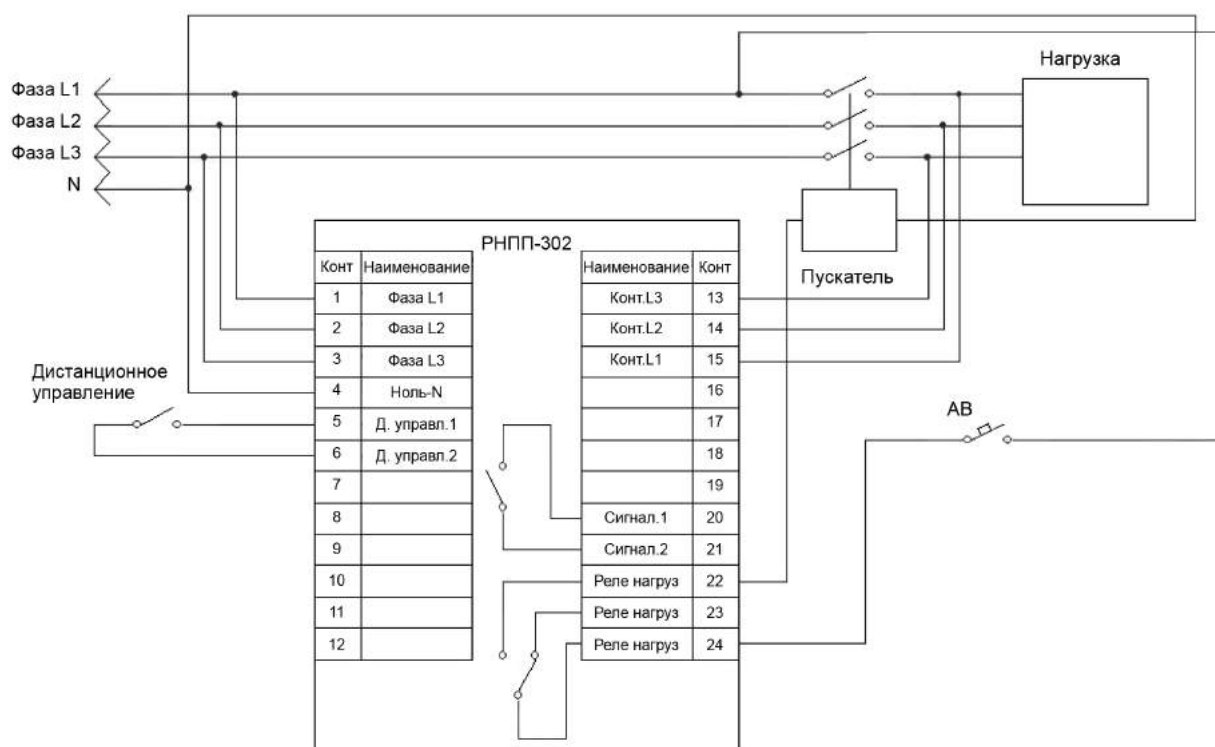 Нагрузка
Фаза L1
Фаза L2
Фаза L3
N
РНПП-302
Пускатель
Конт Наименование Наименование Конт
1 Фаза L1 Конт.L3 13
2 Фаза L2 Конт.L2 14
3 Фаза L3 Конт.L1 15
4 Ноль-N 16
5 Д. управл.1 17
6 Д. управл.2 18
7 19
8 Сигнал.1 20
9 Сигнал.2 21
10 Реле нагруз 22
11 Реле нагруз 23
12 Реле нагруз 24
Дистанционное
управление
АВ